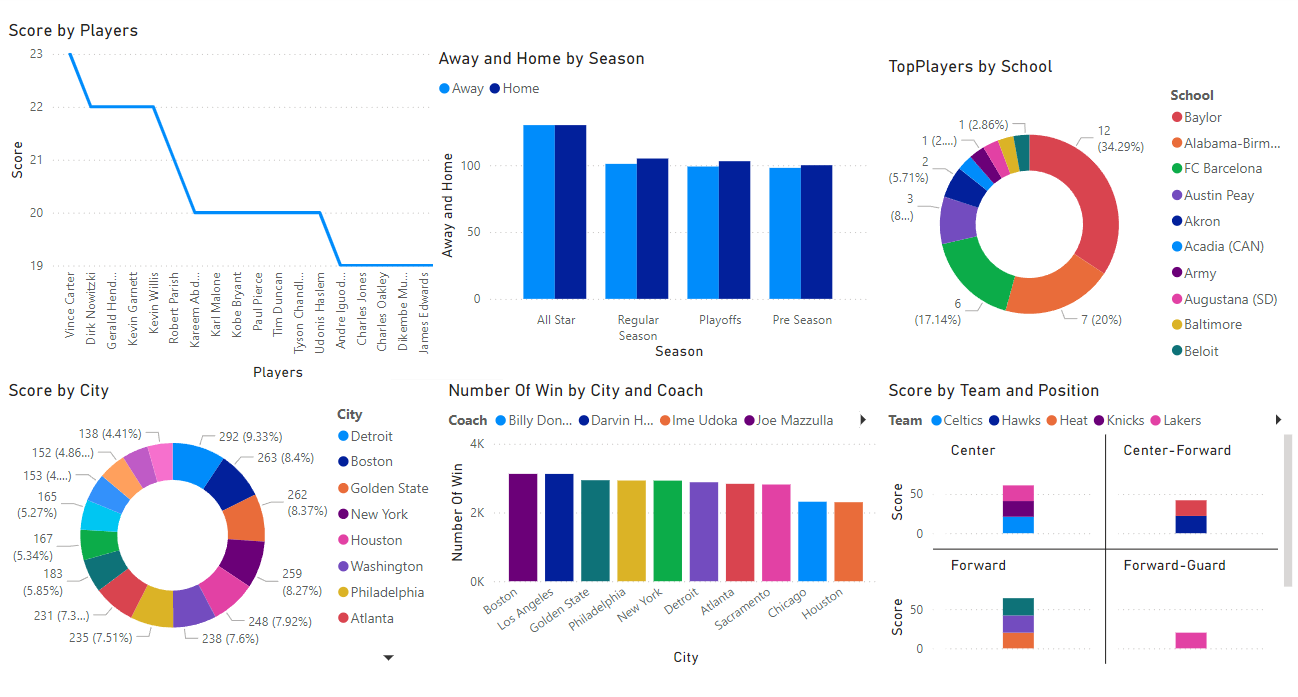 Score by Players
23
22
21
20
19
Score
Vince Carter
Dirk Nowitzki
Gerald Hend...
Kevin Garnett
Kevin Willis
Robert Parish
Kareem Abd...
Karl Malone
Kobe Bryant
Paul Pierce
Tim Duncan
Tyson Chandl...
Udonis Haslem
Andre Iguod...
Charles Jones
Charles Oakley
Dikembe Mu...
James Edwards
Players
Away and Home by Season
Away Home
100
50
0
Away and Home
All Star
Regular
Season
Playoffs
Pre Season
Season
TopPlayers by School
12
(34.29%)
7 (20%)
6
(17.14%)
3
(8...)
2
(5.71%)
1 (2....)
1 (2.86%)
School
Baylor
Alabama-Birm...
FC Barcelona
Austin Peay
Akron
Acadia (CAN)
Army
Augustana (SD)
Baltimore
Beloit
Score by City
292 (9.33%)
263 (8.4%)
262
(8.37%)
259
(8.27%)
248 (7.92%)
238 (7.6%)
235 (7.51%)
231 (7.3...)
183
(5.85%)
167
(5.34%)
165
(5.27%)
153 (4....)
152 (4.86...)
138 (4.41%)
City
Detroit
Boston
Golden State
New York
Houston
Washington
Philadelphia
Atlanta
Number Of Win by City and Coach
Coach Billy Don... Darvin H... Ime Udoka Joe Mazzulla
4K
2K
0K
Number Of Win
Boston
Los Angeles
Golden State
Philadelphia
New York
Detroit
Atlanta
Sacramento
Chicago
Houston
City
Score by Team and Position
Team Celtics Hawks Heat Knicks Lakers
Center
Center-Forward
50
0
Score
Forward
Forward-Guard
50
0
Score